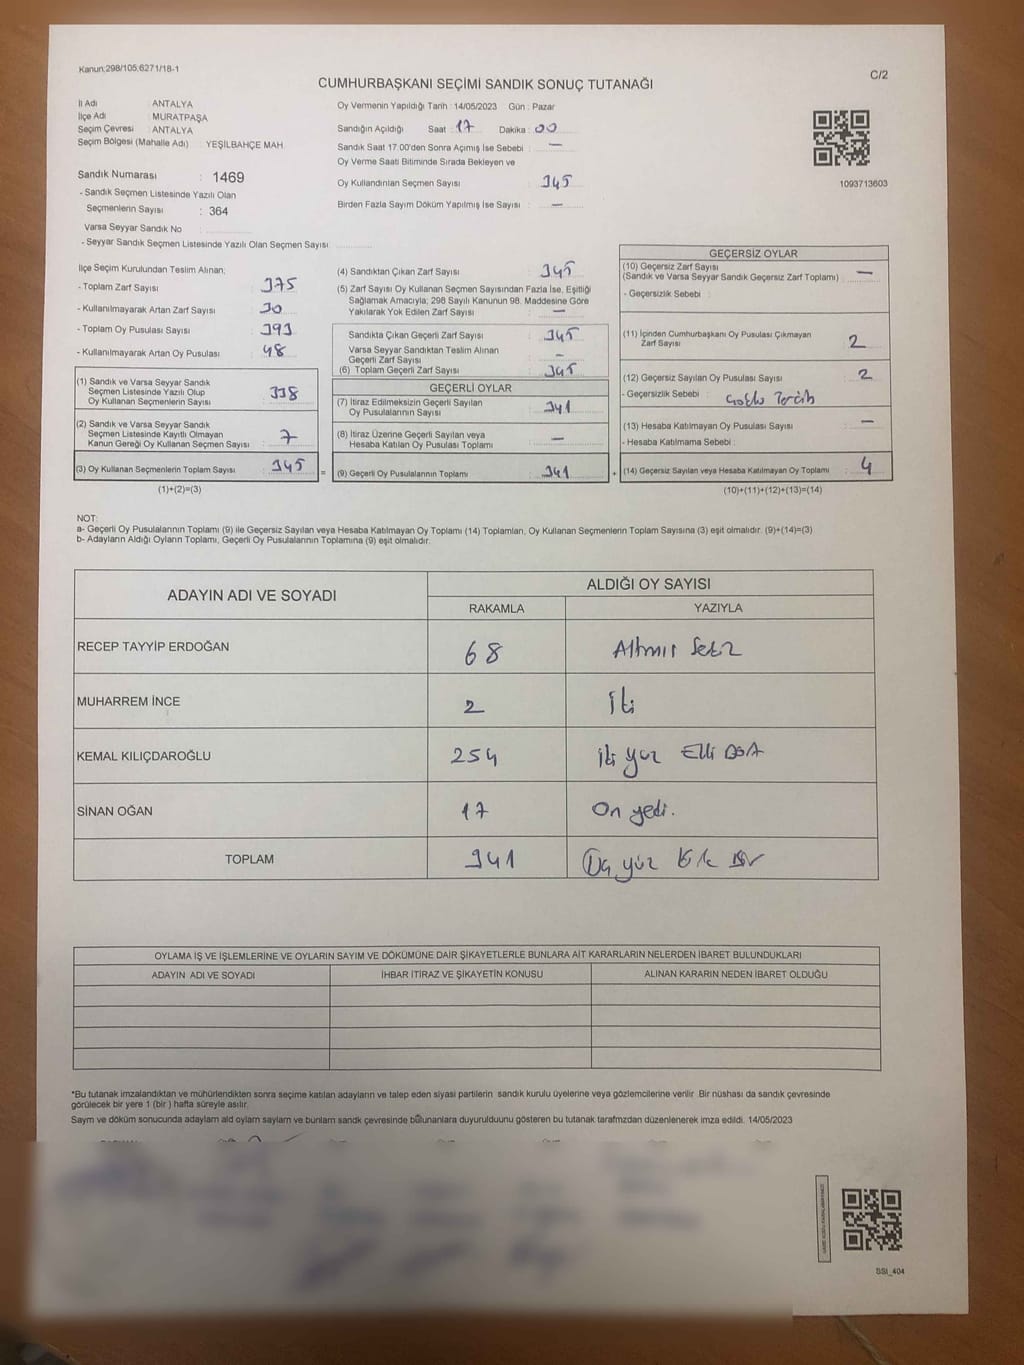 Kanun:298/105;6271/18-1
C/2
CUMHURBAŞKANI SEÇİMİ SANDIK SONUÇ TUTANAĞI
İl Adı : ANTALYA
İlçe Adı : MURATPAŞA
Seçim Çevresi : ANTALYA
Seçim Bölgesi (Mahalle Adı) : YEŞİLBAHÇE MAH.
Sandık Numarası : 1469
- Sandık Seçmen Listesinde Yazılı Olan
Seçmenlerin Sayısı : 364
Varsa Seyyar Sandık No
- Seyyar Sandık Seçmen Listesinde Yazılı Olan Seçmen Sayısı:
Oy Vermenin Yapıldığı Tarih : 14/05/2023 Gün : Pazar
Sandığın Açıldığı Saat : 17 Dakika : 00
Sandık Saat 17:00'den Sonra Açımış İse Sebebi : —
Oy Verme Saati Bitiminde Sırada Bekleyen ve
Oy Kullandırılan Seçmen Sayısı : 345
Birden Fazla Sayım Döküm Yapılmış İse Sayısı : —
1093713603
İlçe Seçim Kurulundan Teslim Alınan;
- Toplam Zarf Sayısı : 375
- Kullanılmayarak Artan Zarf Sayısı : 30
- Toplam Oy Pusulası Sayısı : 393
- Kullanılmayarak Artan Oy Pusulası : 48
(1) Sandık ve Varsa Seyyar Sandık
Seçmen Listesinde Yazılı Olup
Oy Kullanan Seçmenlerin Sayısı : 338
(2) Sandık ve Varsa Seyyar Sandık
Seçmen Listesinde Kayıtlı Olmayan
Kanun Gereği Oy Kullanan Seçmen Sayısı : 7
(3) Oy Kullanan Seçmenlerin Toplam Sayısı : 345 =
(1)+(2)=(3)
(4) Sandıktan Çıkan Zarf Sayısı : 345
(5) Zarf Sayısı Oy Kullanan Seçmen Sayısından Fazla İse, Eşitliği
Sağlamak Amacıyla; 298 Sayılı Kanunun 98. Maddesine Göre
Yakılarak Yok Edilen Zarf Sayısı : —
Sandıkta Çıkan Geçerli Zarf Sayısı : 345
Varsa Seyyar Sandıktan Teslim Alınan
Geçerli Zarf Sayısı : –
(6) Toplam Geçerli Zarf Sayısı : 345
GEÇERLİ OYLAR
(7) İtiraz Edilmeksizin Geçerli Sayılan
Oy Pusulalarının Sayısı : 341
(8) İtiraz Üzerine Geçerli Sayılan veya
Hesaba Katılan Oy Pusulası Toplamı : —
(9) Geçerli Oy Pusulalarının Toplamı : 341 +
GEÇERSİZ OYLAR
(10) Geçersiz Zarf Sayısı
(Sandık ve Varsa Seyyar Sandık Geçersiz Zarf Toplamı) : —
- Geçersizlik Sebebi :
(11) İçinden Cumhurbaşkanı Oy Pusulası Çıkmayan
Zarf Sayısı : 2
(12) Geçersiz Sayılan Oy Pusulası Sayısı : 2
- Geçersizlik Sebebi : Çoklu Tercih
(13) Hesaba Katılmayan Oy Pusulası Sayısı : —
- Hesaba Katılmama Sebebi :
(14) Geçersiz Sayılan veya Hesaba Katılmayan Oy Toplamı : 4
(10)+(11)+(12)+(13)=(14)
NOT:
a- Geçerli Oy Pusulalarının Toplamı (9) ile Geçersiz Sayılan veya Hesaba Katılmayan Oy Toplamı (14) Toplamları, Oy Kullanan Seçmenlerin Toplam Sayısına (3) eşit olmalıdır. (9)+(14)=(3)
b- Adayların Aldığı Oyların Toplamı, Geçerli Oy Pusulalarının Toplamına (9) eşit olmalıdır.
ADAYIN ADI VE SOYADI ALDIĞI OY SAYISI
RAKAMLA YAZIYLA
RECEP TAYYİP ERDOĞAN 68 Altmış Sekiz
MUHARREM İNCE 2 İki
KEMAL KILIÇDAROĞLU 254 İki yüz Elli Dört
SİNAN OĞAN 17 On yedi.
TOPLAM 341 Üç yüz Kırk Bir
OYLAMA İŞ VE İŞLEMLERİNE VE OYLARIN SAYIM VE DÖKÜMÜNE DAİR ŞİKAYETLERLE BUNLARA AİT KARARLARIN NELERDEN İBARET BULUNDUKLARI
ADAYIN ADI VE SOYADI İHBAR İTİRAZ VE ŞİKAYETİN KONUSU ALINAN KARARIN NEDEN İBARET OLDUĞU
*Bu tutanak imzalandıktan ve mühürlendikten sonra seçime katılan adayların ve talep eden siyasi partilerin sandık kurulu üyelerine veya gözlemcilerine verilir. Bir nüshası da sandık çevresinde
görülecek bir yere 1 (bir ) hafta süreyle asılır.
Sayım ve döküm sonucunda adayların ald oyların sayların ve bunların sandk çevresinde bulunanlara duyurulduunu gösteren bu tutanak tarafmzdan düzenlenerek imza edildi. 14/05/2023
SSI_404